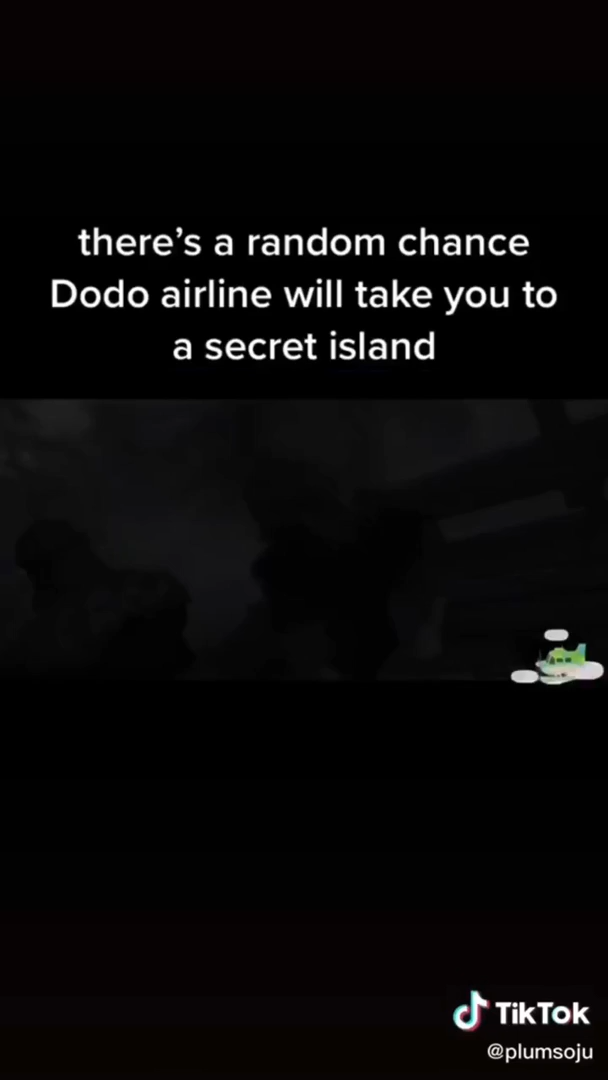 there’s a random chance
Dodo airline will take you to
a secret island
TikTok
@plumsoju